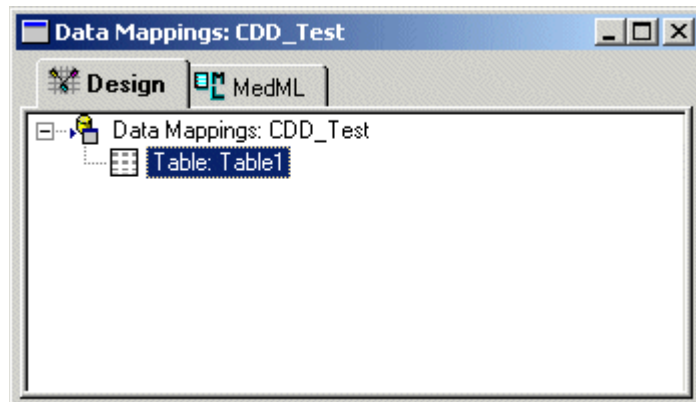 Data Mappings: CDD_Test
Design MedML
Data Mappings: CDD_Test
Table: Table1